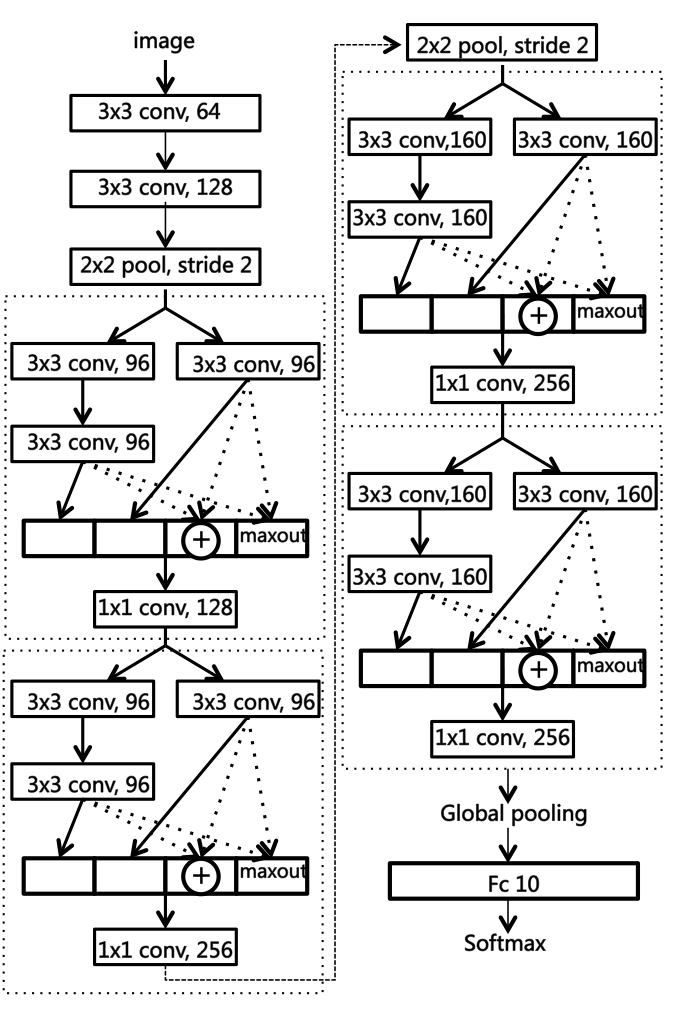 image
3x3 conv, 64
3x3 conv, 128
2x2 pool, stride 2
3x3 conv, 96
3x3 conv, 96
3x3 conv, 96
+
maxout
1x1 conv, 128
3x3 conv, 96
3x3 conv, 96
3x3 conv, 96
+
maxout
1x1 conv, 256
2x2 pool, stride 2
3x3 conv,160
3x3 conv, 160
3x3 conv, 160
+
maxout
1x1 conv, 256
3x3 conv,160
3x3 conv, 160
3x3 conv, 160
+
maxout
1x1 conv, 256
Global pooling
Fc 10
Softmax